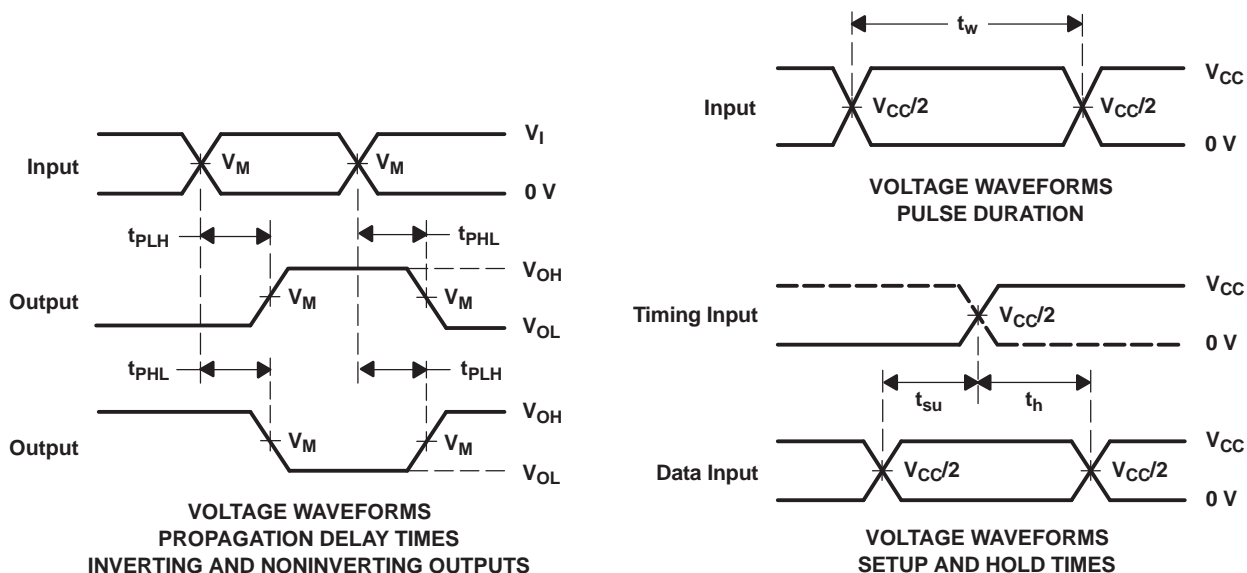 Input
V_I
V_M
V_M
0 V
t_PLH
t_PHL
Output
V_OH
V_M
V_M
V_OL
t_PHL
t_PLH
Output
V_OH
V_M
V_M
V_OL
VOLTAGE WAVEFORMS
PROPAGATION DELAY TIMES
INVERTING AND NONINVERTING OUTPUTS
t_w
Input
V_CC
V_CC/2
V_CC/2
0 V
VOLTAGE WAVEFORMS
PULSE DURATION
Timing Input
V_CC
V_CC/2
0 V
t_su
t_h
Data Input
V_CC
V_CC/2
V_CC/2
0 V
VOLTAGE WAVEFORMS
SETUP AND HOLD TIMES